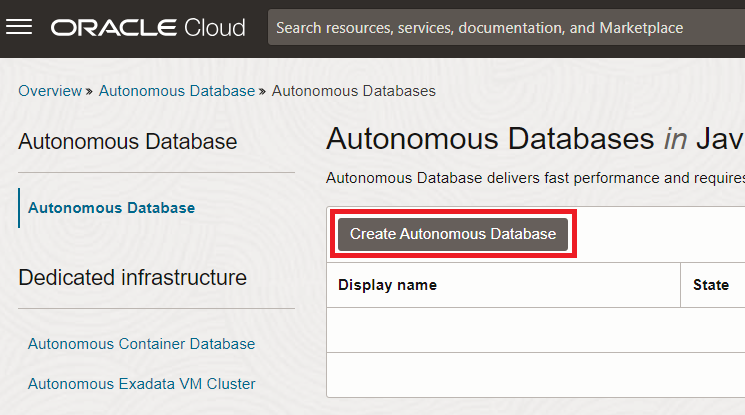 ORACLE Cloud
Search resources, services, documentation, and Marketplace
Overview » Autonomous Database » Autonomous Databases
Autonomous Database
Autonomous Database
Dedicated infrastructure
Autonomous Container Database
Autonomous Exadata VM Cluster
Autonomous Databases in Jav
Autonomous Database delivers fast performance and requires
Create Autonomous Database
Display name State